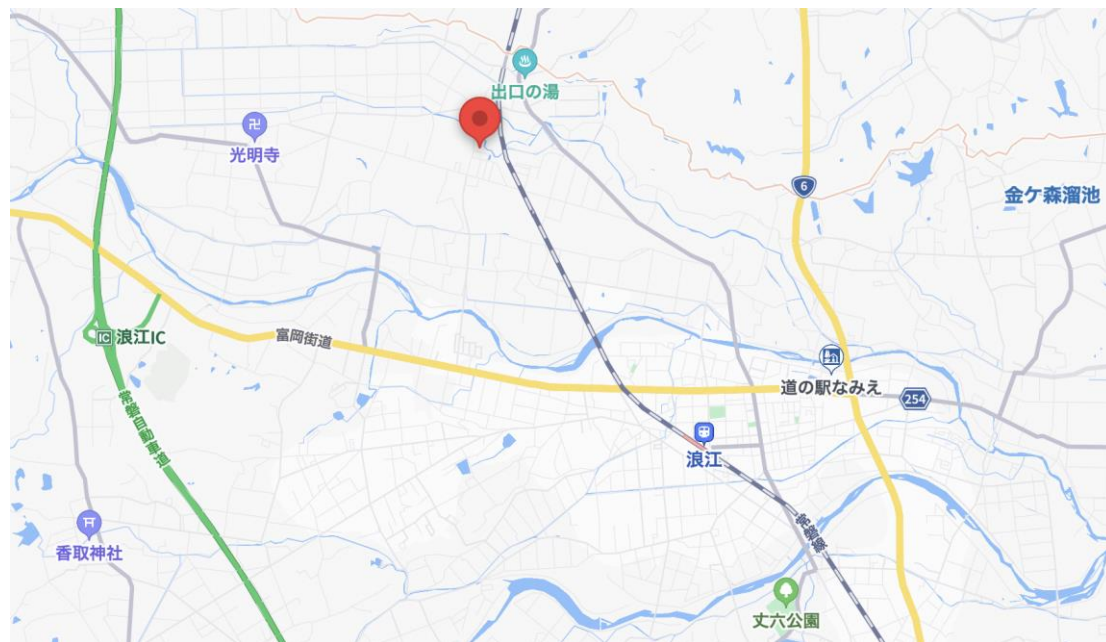 出口の湯
光明寺
6
金ケ森溜池
IC 浪江IC
富岡街道
道の駅なみえ
254
常磐自動車道
浪江
香取神社
常磐線
丈六公園